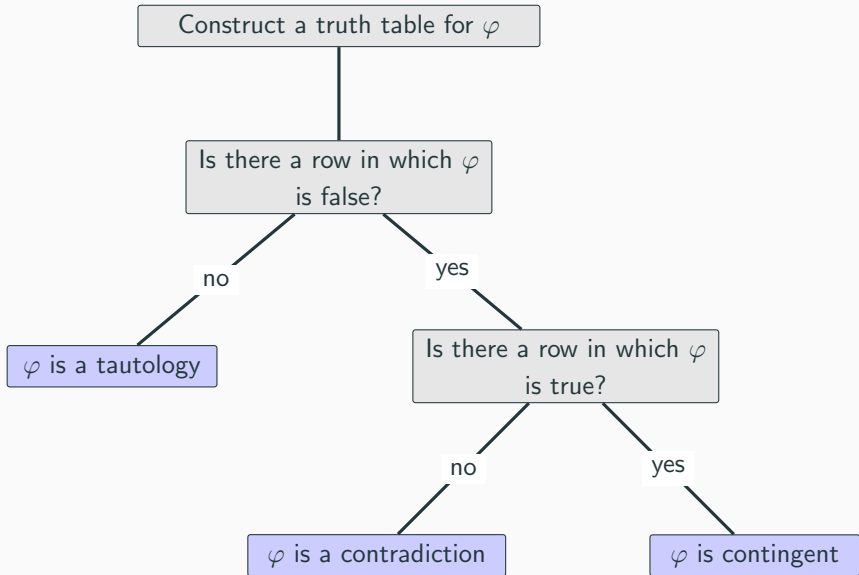 Construct a truth table for φ
Is there a row in which φ
is false?
no
yes
φ is a tautology
Is there a row in which φ
is true?
no
yes
φ is a contradiction
φ is contingent